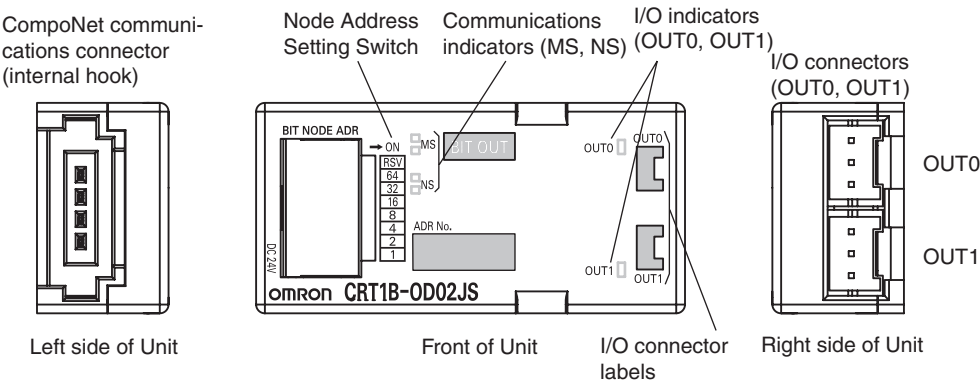 CompoNet communi-
cations connector
(internal hook)
Node Address
Setting Switch
Communications
indicators (MS, NS)
I/O indicators
(OUT0, OUT1)
I/O connectors
(OUT0, OUT1)
BIT NODE ADR
ON
RSV
64
32
16
8
4
2
1
DC 24V
MS
NS
BIT OUT
ADR No.
OUT0
OUT0
OUT1
OUT1
OMRON CRT1B-OD02JS
OUT0
OUT1
Left side of Unit
Front of Unit
I/O connector
labels
Right side of Unit